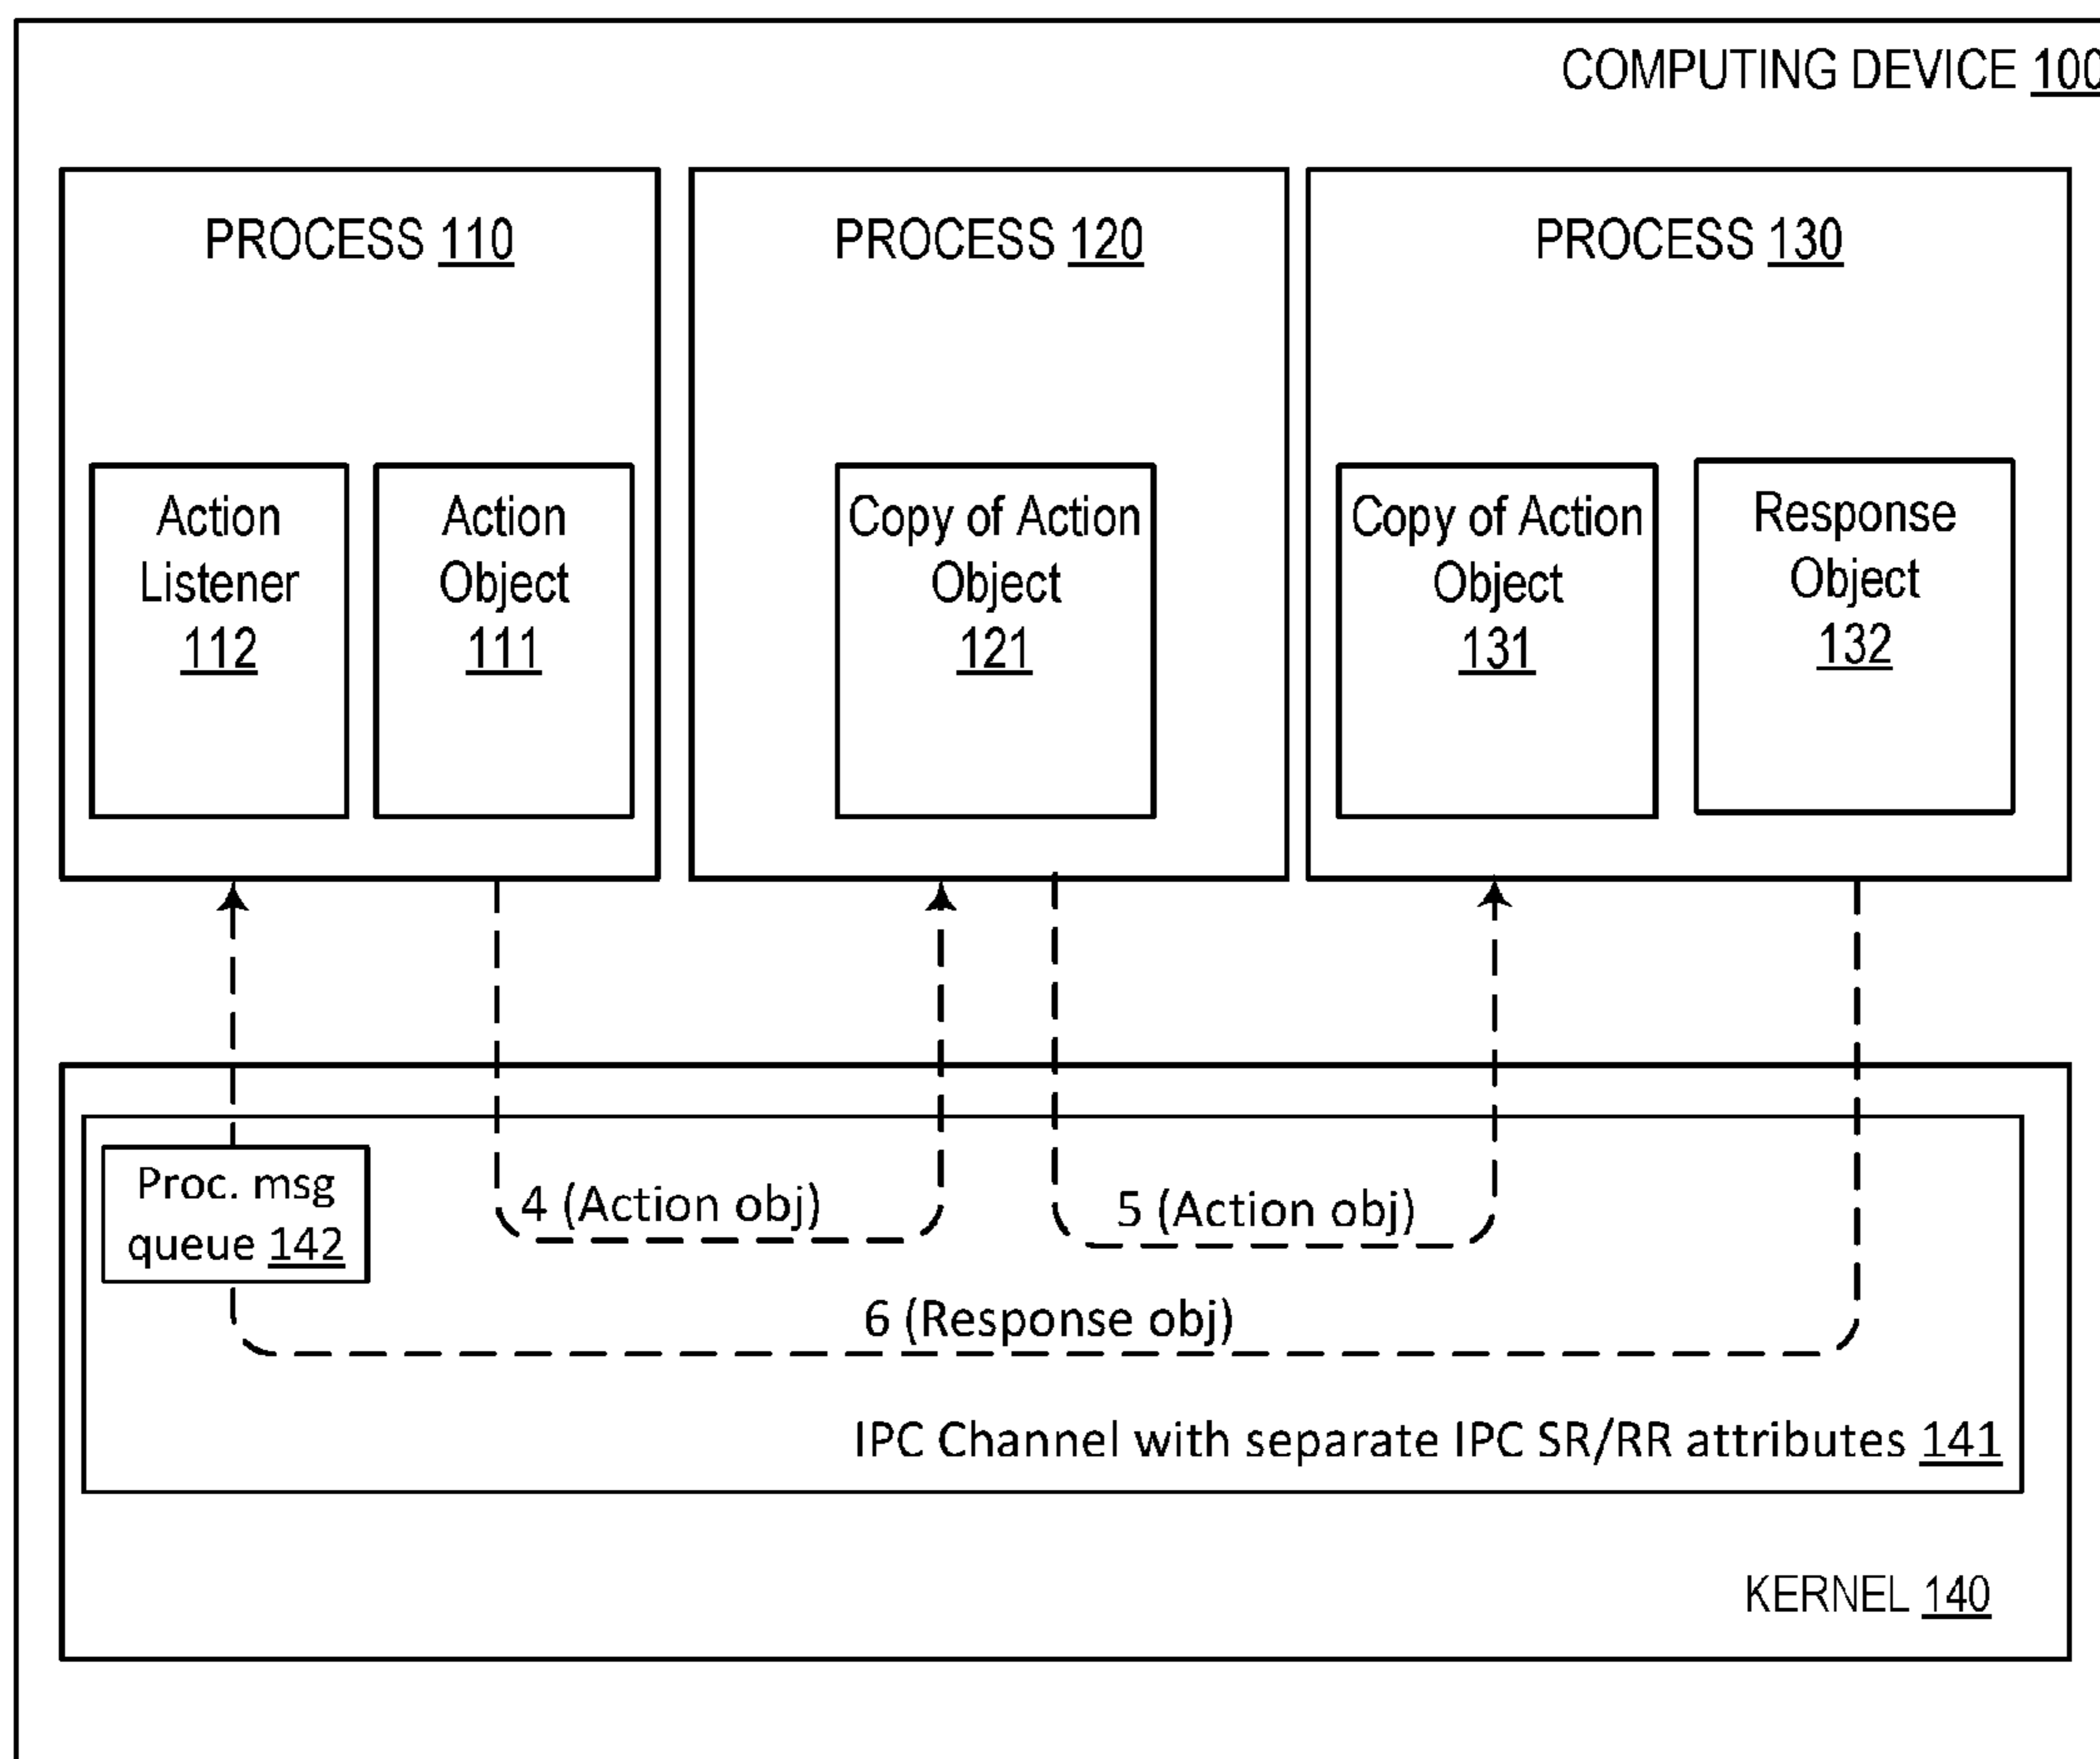 COMPUTING DEVICE 100
PROCESS 110
PROCESS 120
PROCESS 130
Action
Listener
112
Action
Object
111
Copy of Action
Object
121
Copy of Action
Object
131
Response
Object
132
Proc. msg
queue 142
4 (Action obj)
5 (Action obj)
6 (Response obj)
IPC Channel with separate IPC SR/RR attributes 141
KERNEL 140